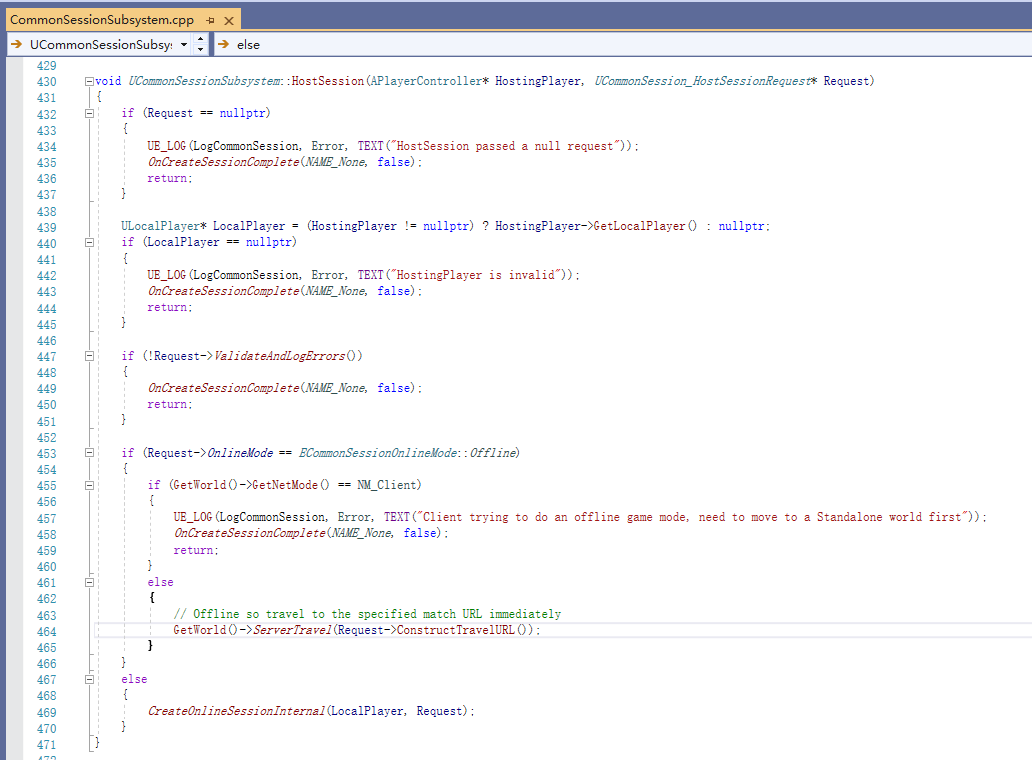 CommonSessionSubsystem.cpp
UCommonSessionSubsy: else
429
430 void UCommonSessionSubsystem::HostSession(APlayerController* HostingPlayer, UCommonSession_HostSessionRequest* Request)
431 {
432 if (Request == nullptr)
433 {
434 UE_LOG(LogCommonSession, Error, TEXT("HostSession passed a null request"));
435 OnCreateSessionComplete(NAME_None, false);
436 return;
437 }
438
439 ULocalPlayer* LocalPlayer = (HostingPlayer != nullptr) ? HostingPlayer->GetLocalPlayer() : nullptr;
440 if (LocalPlayer == nullptr)
441 {
442 UE_LOG(LogCommonSession, Error, TEXT("HostingPlayer is invalid"));
443 OnCreateSessionComplete(NAME_None, false);
444 return;
445 }
446
447 if (!Request->ValidateAndLogErrors())
448 {
449 OnCreateSessionComplete(NAME_None, false);
450 return;
451 }
452
453 if (Request->OnlineMode == ECommonSessionOnlineMode::Offline)
454 {
455 if (GetWorld()->GetNetMode() == NM_Client)
456 {
457 UE_LOG(LogCommonSession, Error, TEXT("Client trying to do an offline game mode, need to move to a Standalone world first"));
458 OnCreateSessionComplete(NAME_None, false);
459 return;
460 }
461 else
462 {
463 // Offline so travel to the specified match URL immediately
464 GetWorld()->ServerTravel(Request->ConstructTravelURL());
465 }
466 }
467 else
468 {
469 CreateOnlineSessionInternal(LocalPlayer, Request);
470 }
471 }